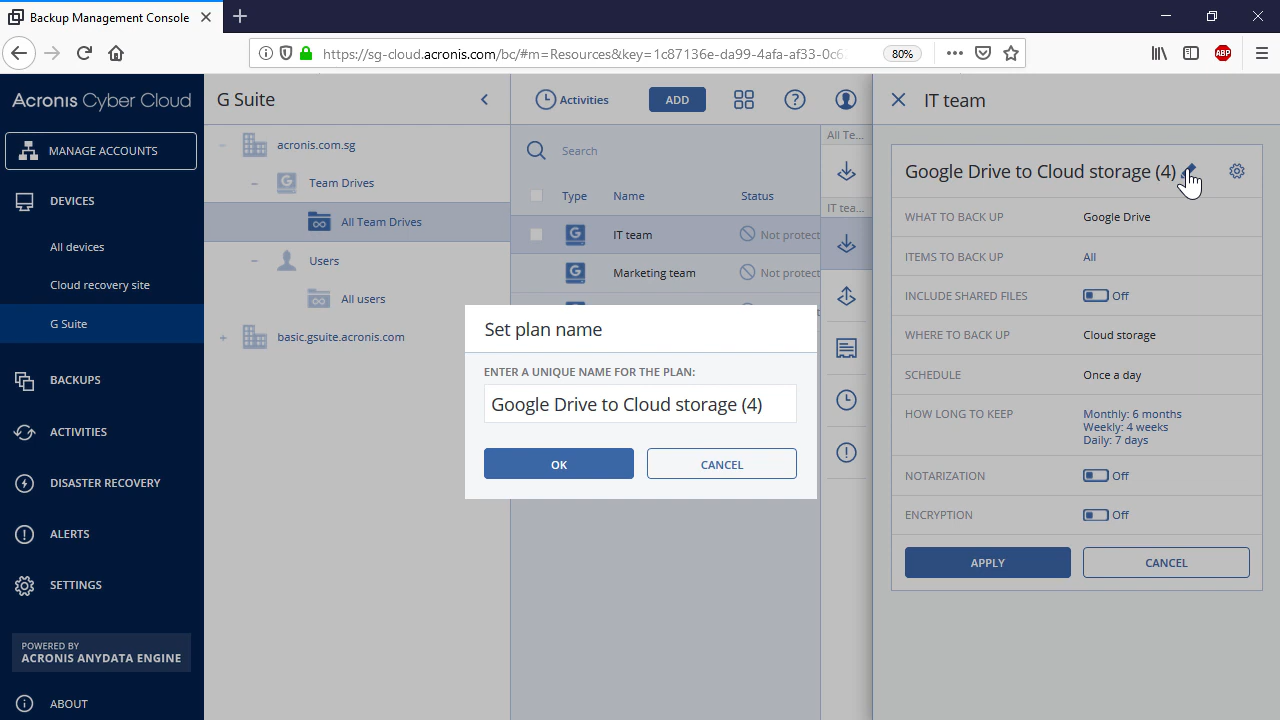 Backup Management Console
https://sg-cloud.acronis.com/bc/#m=Resources&key=1c87136e-da99-4afa-af33-0c6
80%
ABP
Acronis Cyber Cloud
MANAGE ACCOUNTS
DEVICES
All devices
Cloud recovery site
G Suite
BACKUPS
ACTIVITIES
DISASTER RECOVERY
ALERTS
SETTINGS
POWERED BY
ACRONIS ANYDATA ENGINE
ABOUT
G Suite
acronis.com.sg
Team Drives
All Team Drives
Users
All users
basic.gsuite.acronis.com
Activities
ADD
Search
Type Name Status
IT team Not protect
Marketing team Not protect
All Te...
IT tea...
IT team
Google Drive to Cloud storage (4)
WHAT TO BACK UP Google Drive
ITEMS TO BACK UP All
INCLUDE SHARED FILES Off
WHERE TO BACK UP Cloud storage
SCHEDULE Once a day
HOW LONG TO KEEP Monthly: 6 months
Weekly: 4 weeks
Daily: 7 days
NOTARIZATION Off
ENCRYPTION Off
APPLY CANCEL
Set plan name
ENTER A UNIQUE NAME FOR THE PLAN:
Google Drive to Cloud storage (4)
OK CANCEL